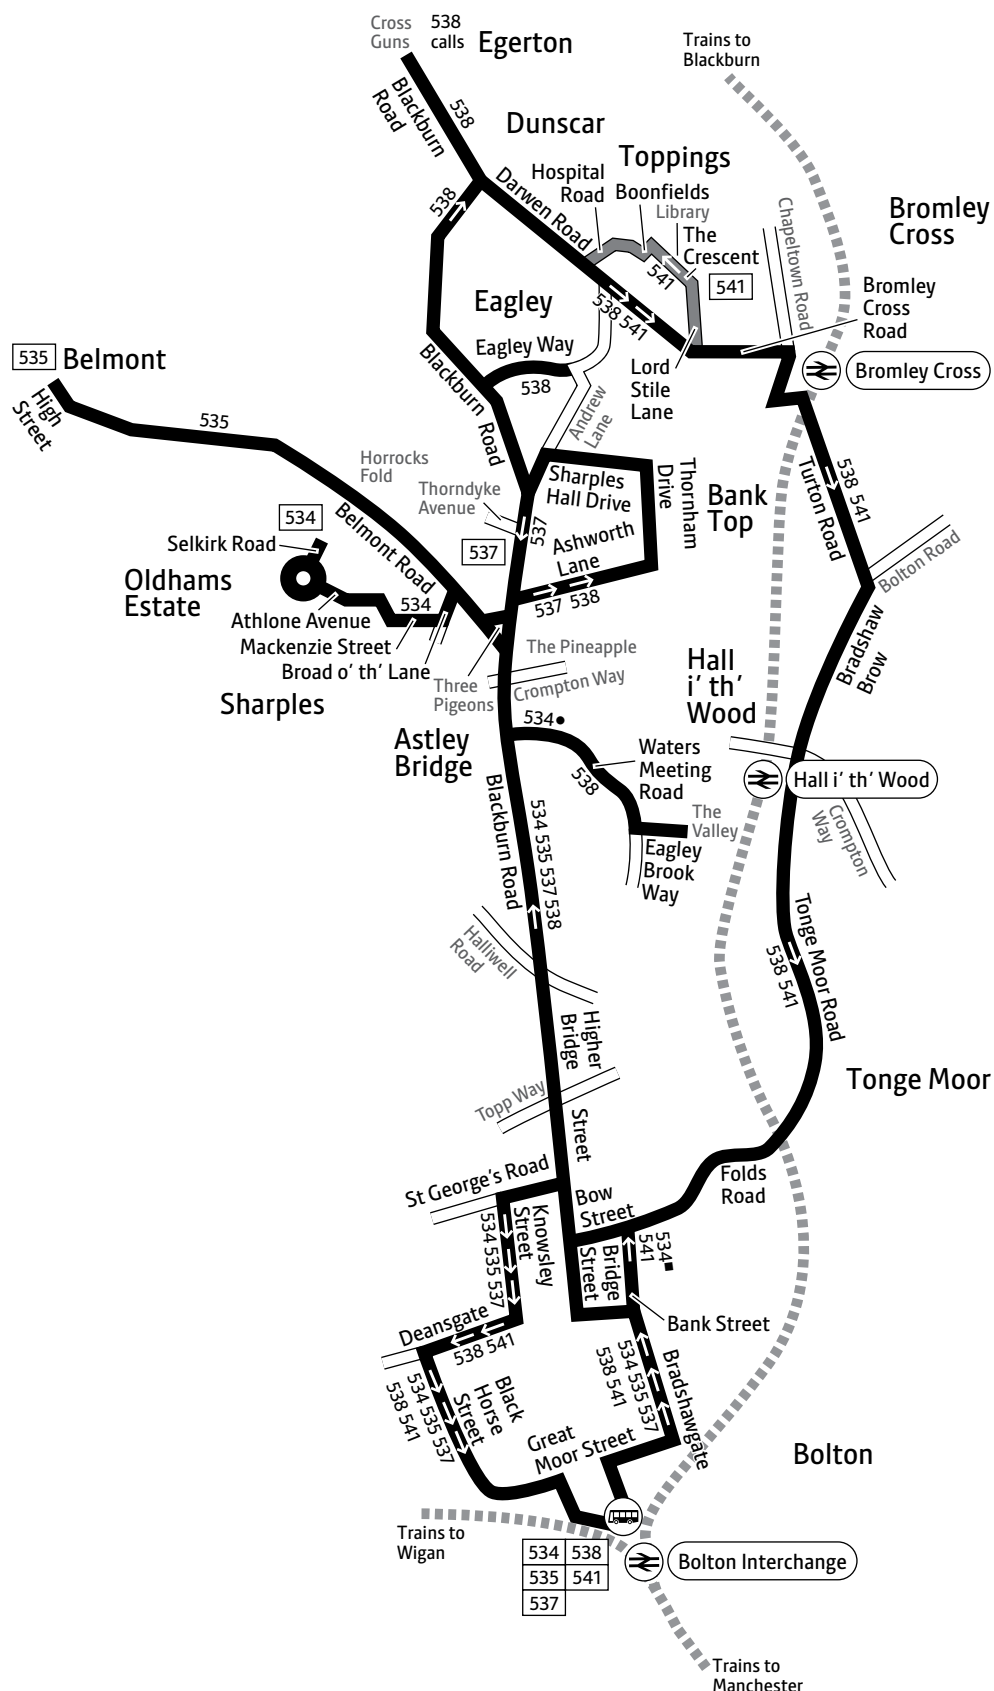 Cross
Guns
538
calls
Egerton
Trains to
Blackburn
Blackburn
Road
538
Dunscar
Toppings
Hospital
Road
Boonfields
Library
The
Crescent
Darwen Road
538
541
541
538 541
Chapeltown Road
Bromley
Cross
Bromley
Cross
Road
Bromley Cross
Eagley
Eagley Way
538
Lord
Stile
Lane
Andrew
Lane
Blackburn Road
535
Belmont
High
Street
535
Horrocks
Fold
Thorndyke
Avenue
Belmont Road
534
Selkirk Road
Oldhams
Estate
Athlone Avenue
534
Mackenzie Street
Broad o' th' Lane
Sharples
537
537
Sharples
Hall Drive
Ashworth
Lane
Thornham
Drive
537 538
Bank
Top
Turton Road
538 541
Bolton Road
Bradshaw
Brow
Three
Pigeons
The Pineapple
Crompton Way
Astley
Bridge
534●
538
Waters
Meeting
Road
The
Valley
Eagley
Brook
Way
Hall
i' th'
Wood
Hall i' th' Wood
Crompton
Way
Blackburn Road
534 535 537 538
Halliwell
Road
Higher
Bridge
Street
Topp Way
Tonge Moor Road
538 541
Tonge Moor
Folds
Road
St George's Road
Bow
Street
Knowsley
Street
534 535 537
Bridge
Street
534■
541
Bank Street
Deansgate
538 541
534 535 537
538 541
Black
Horse
Street
534 535 537
538 541
Bradshawgate
Great
Moor Street
Bolton
Trains to
Wigan
534 538
535 541
537
Bolton Interchange
Trains to
Manchester